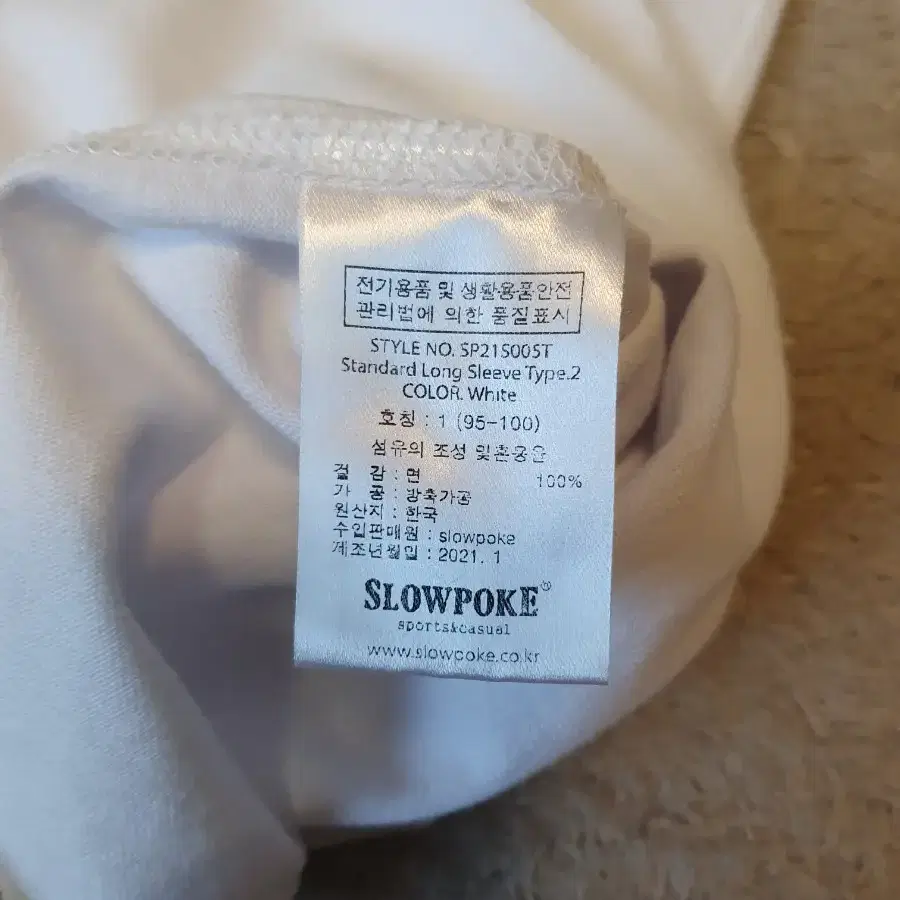 전기용품 및 생활용품안전
관리법에 의한 품질표시
STYLE NO. SP21S005T
Standard Long Sleeve Type.2
COLOR. White
호칭 : 1 (95-100)
섬유의 조성 및혼용율
겉 감 : 면 100%
가 공 : 방축가공
원산지 : 한국
수입판매원 : slowpoke
제조년월일 : 2021. 1
SLOWPOKE®
sports&casual
www.slowpoke.co.kr